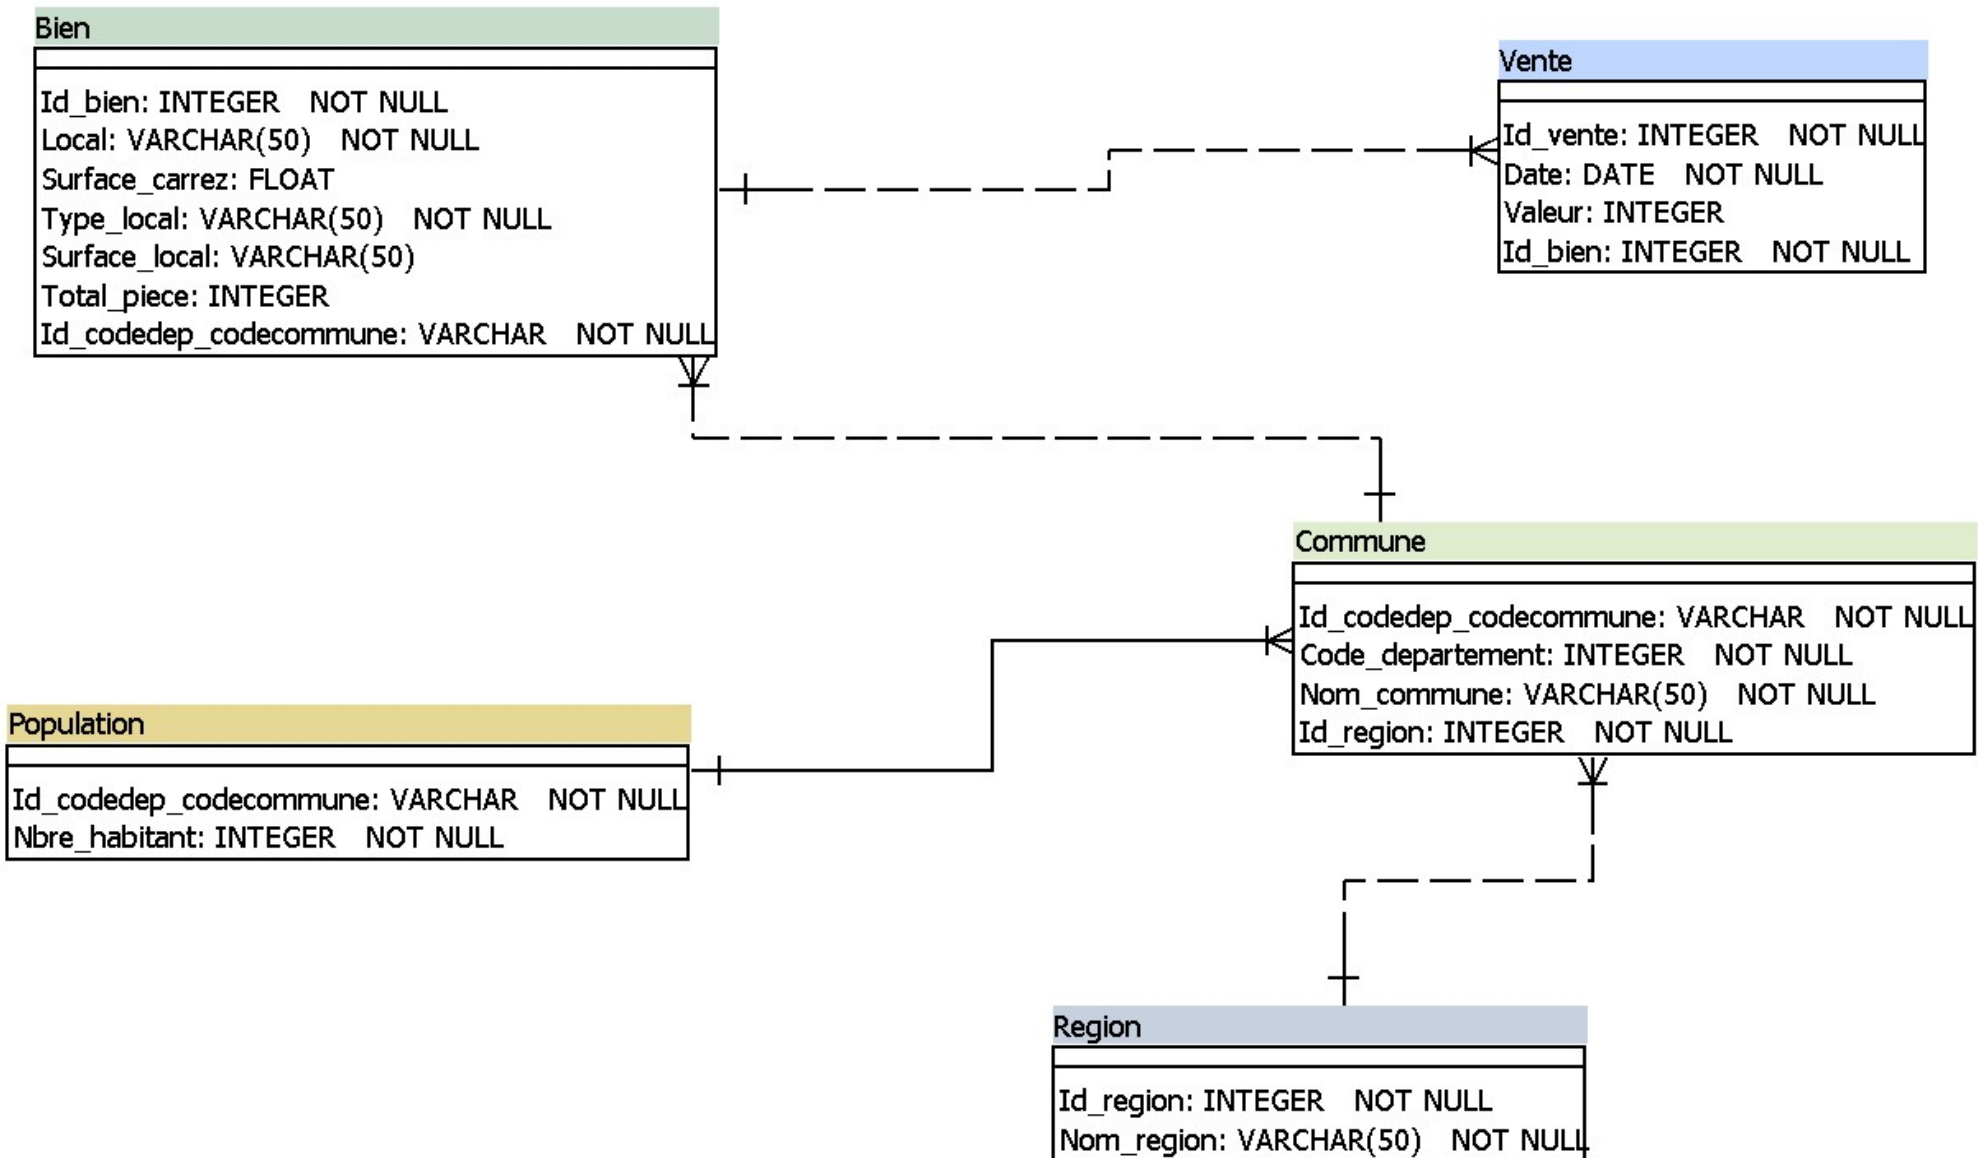 Bien
Id_bien: INTEGER NOT NULL
Local: VARCHAR(50) NOT NULL
Surface_carrez: FLOAT
Type_local: VARCHAR(50) NOT NULL
Surface_local: VARCHAR(50)
Total_piece: INTEGER
Id_codedep_codecommune: VARCHAR NOT NULL
Vente
Id_vente: INTEGER NOT NULL
Date: DATE NOT NULL
Valeur: INTEGER
Id_bien: INTEGER NOT NULL
Commune
Id_codedep_codecommune: VARCHAR NOT NULL
Code_departement: INTEGER NOT NULL
Nom_commune: VARCHAR(50) NOT NULL
Id_region: INTEGER NOT NULL
Population
Id_codedep_codecommune: VARCHAR NOT NULL
Nbre_habitant: INTEGER NOT NULL
Region
Id_region: INTEGER NOT NULL
Nom_region: VARCHAR(50) NOT NULL